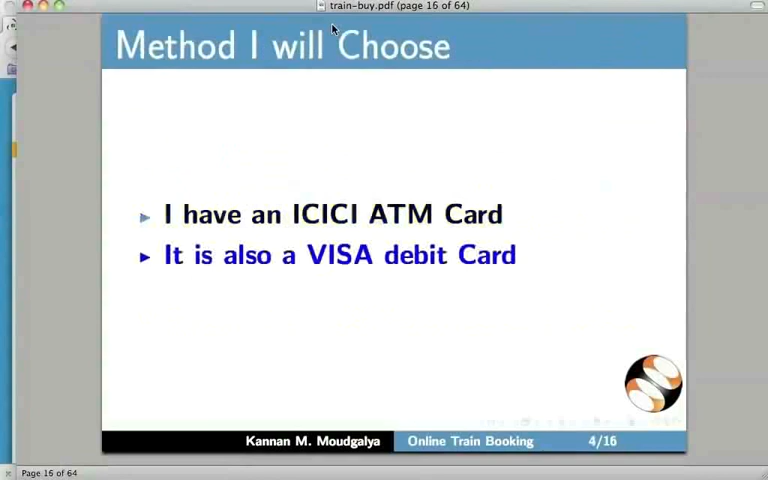 train-buy.pdf (page 16 of 64)
Method I will Choose
I have an ICICI ATM Card
It is also a VISA debit Card
Kannan M. Moudgalya Online Train Booking 4/16
Page 16 of 64